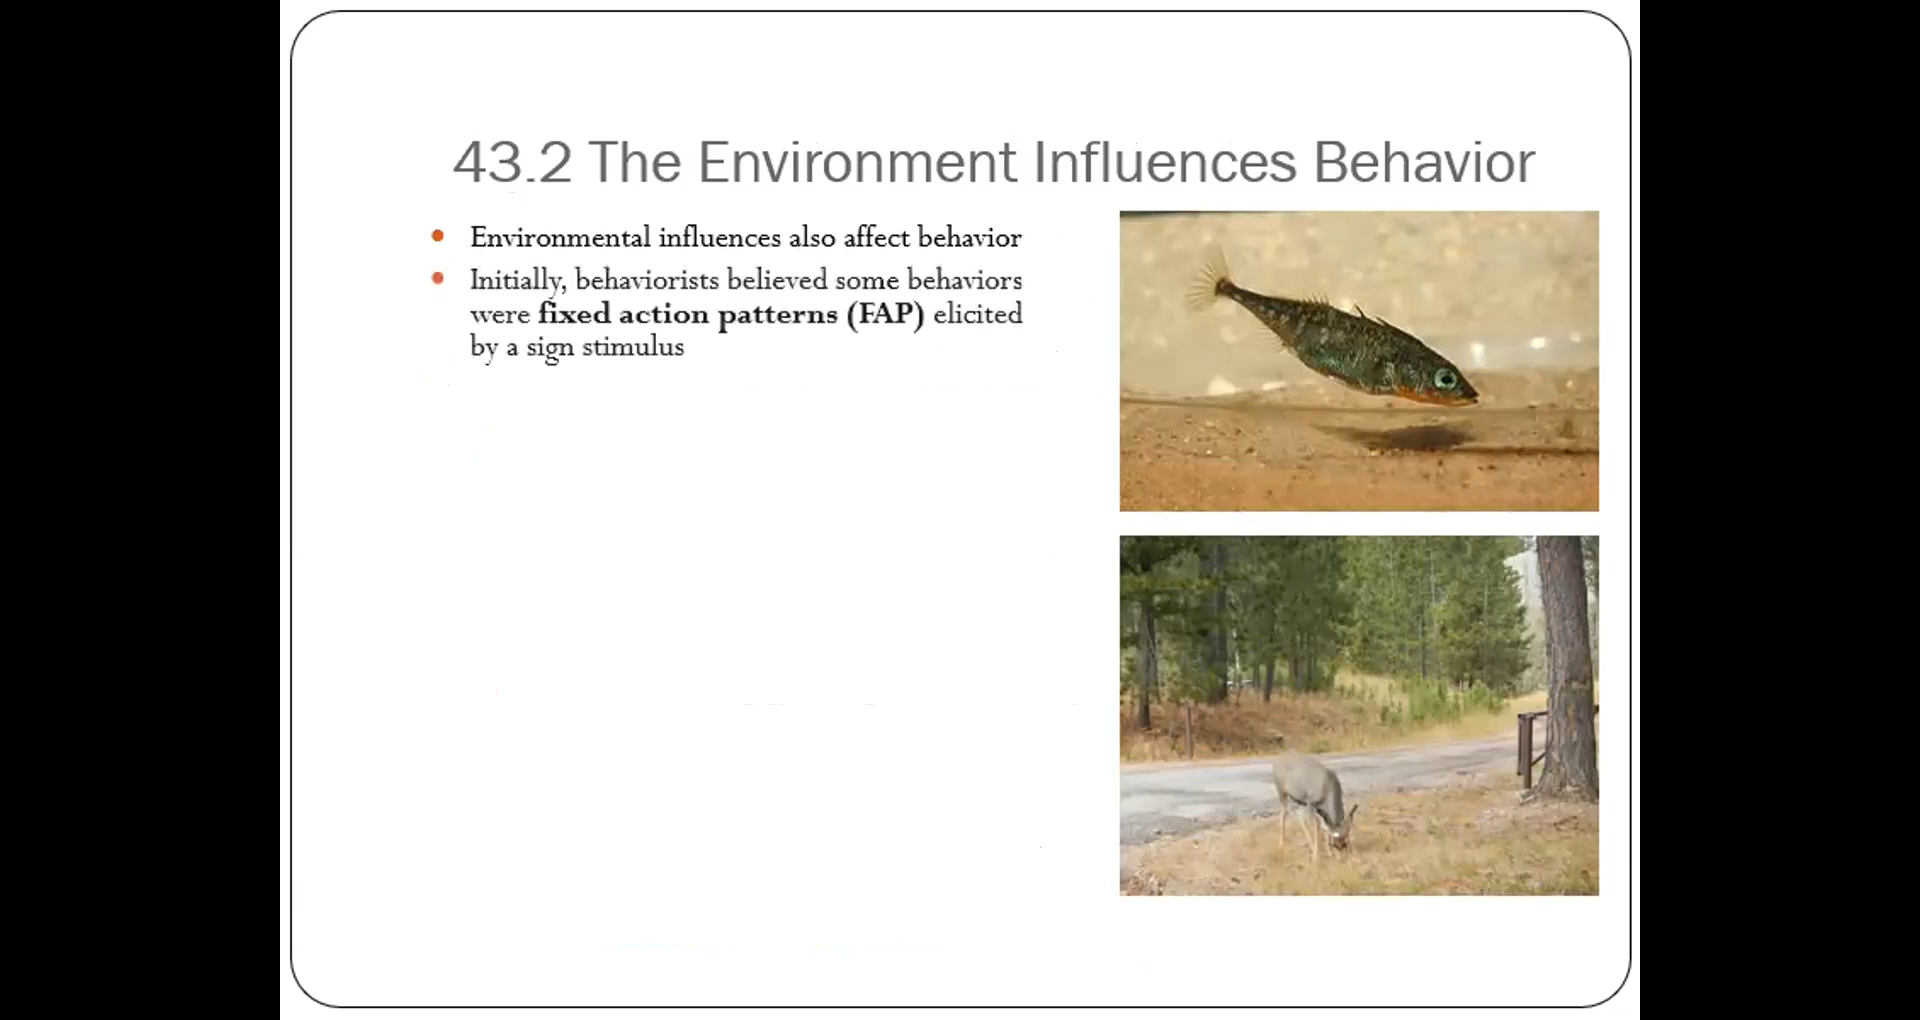 43.2 The Environment Influences Behavior
Environmental influences also affect behavior
Initially, behaviorists believed some behaviors
were fixed action patterns (FAP) elicited
by a sign stimulus